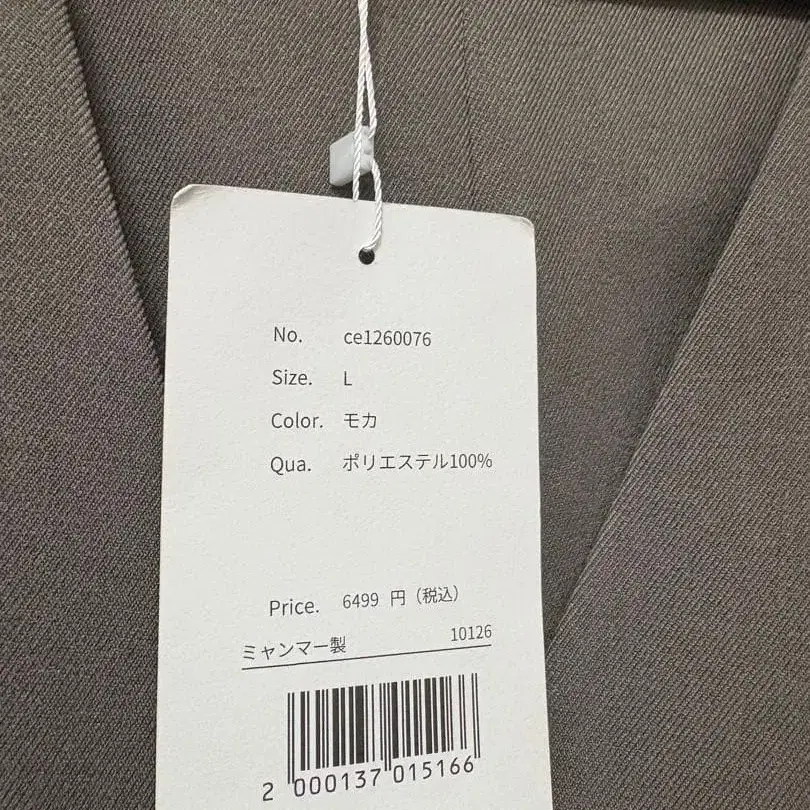 No. ce1260076
Size. L
Color. モカ
Qua. ポリエステル100%
Price. 6499 円（税込）
ミャンマー製 10126
2 000137 015166